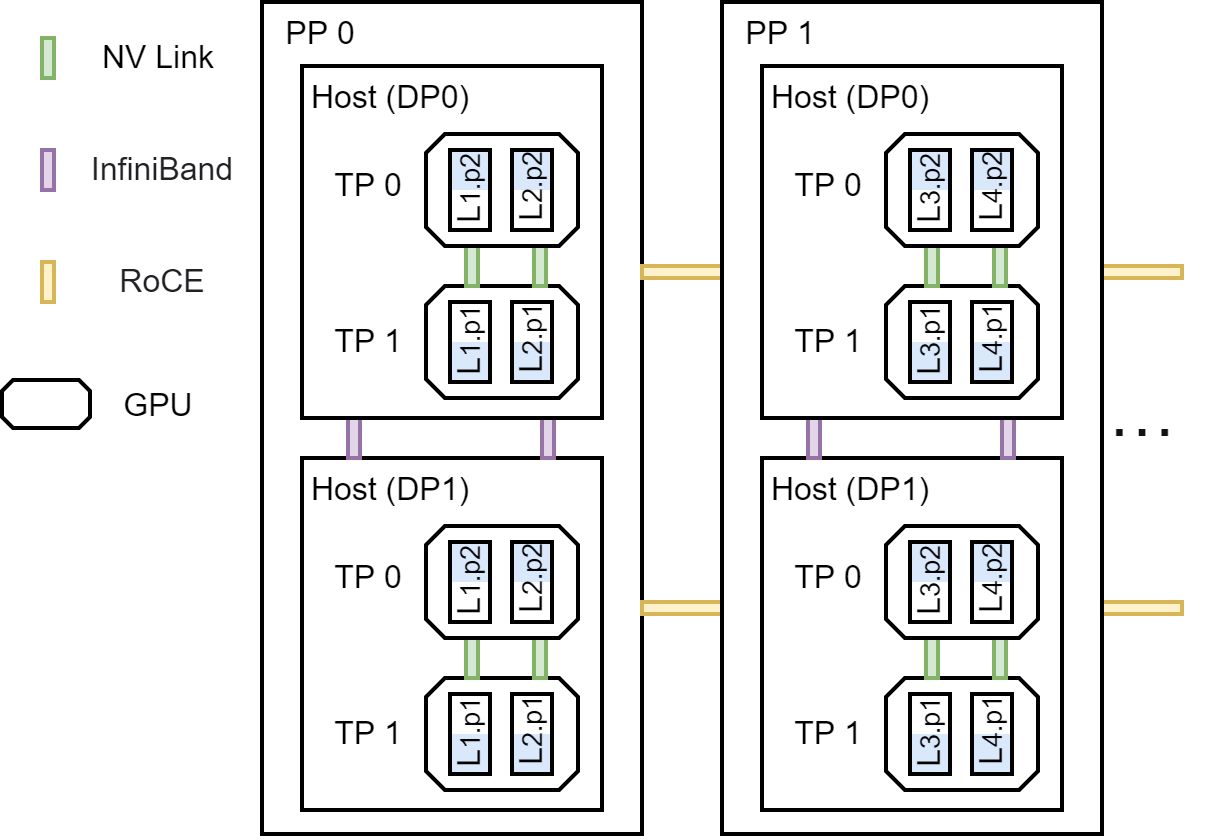 NV Link
InfiniBand
RoCE
GPU
PP 0
Host (DP0)
TP 0
L1.p2
L2.p2
TP 1
L1.p1
L2.p1
Host (DP1)
TP 0
L1.p2
L2.p2
TP 1
L1.p1
L2.p1
PP 1
Host (DP0)
TP 0
L3.p2
L4.p2
TP 1
L3.p1
L4.p1
Host (DP1)
TP 0
L3.p2
L4.p2
TP 1
L3.p1
L4.p1
...